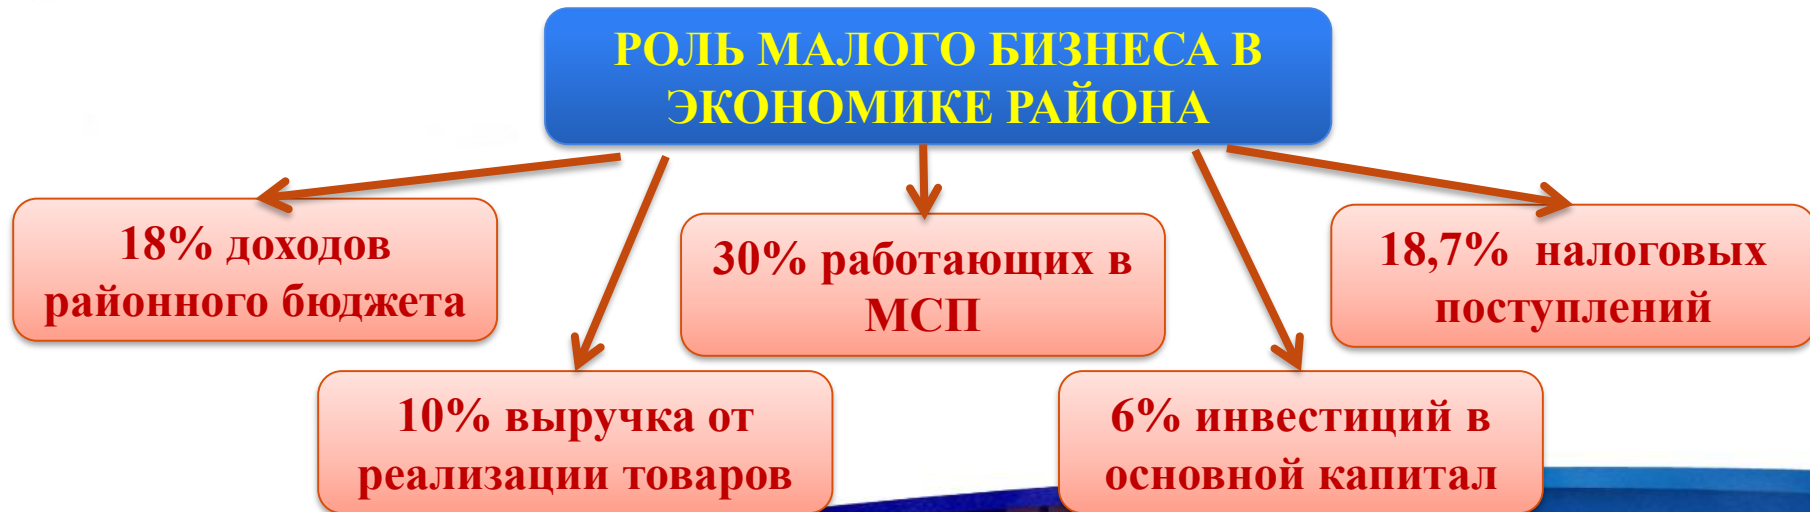 РОЛЬ МАЛОГО БИЗНЕСА В
ЭКОНОМИКЕ РАЙОНА
18% доходов
районного бюджета
30% работающих в
МСП
18,7% налоговых
поступлений
10% выручка от
реализации товаров
6% инвестиций в
основной капитал